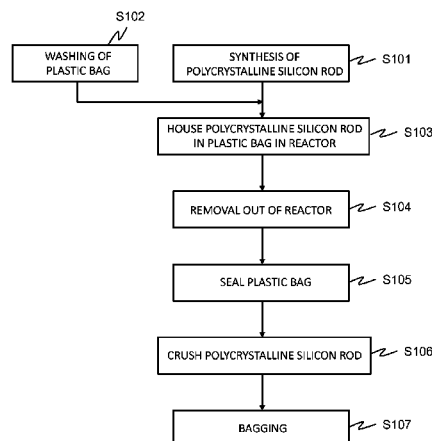 S102
WASHING OF
PLASTIC BAG
SYNTHESIS OF
POLYCRYSTALLINE SILICON ROD
S101
HOUSE POLYCRYSTALLINE SILICON ROD
IN PLASTIC BAG IN REACTOR
S103
REMOVAL OUT OF REACTOR
S104
SEAL PLASTIC BAG
S105
CRUSH POLYCRYSTALLINE SILICON ROD
S106
BAGGING
S107